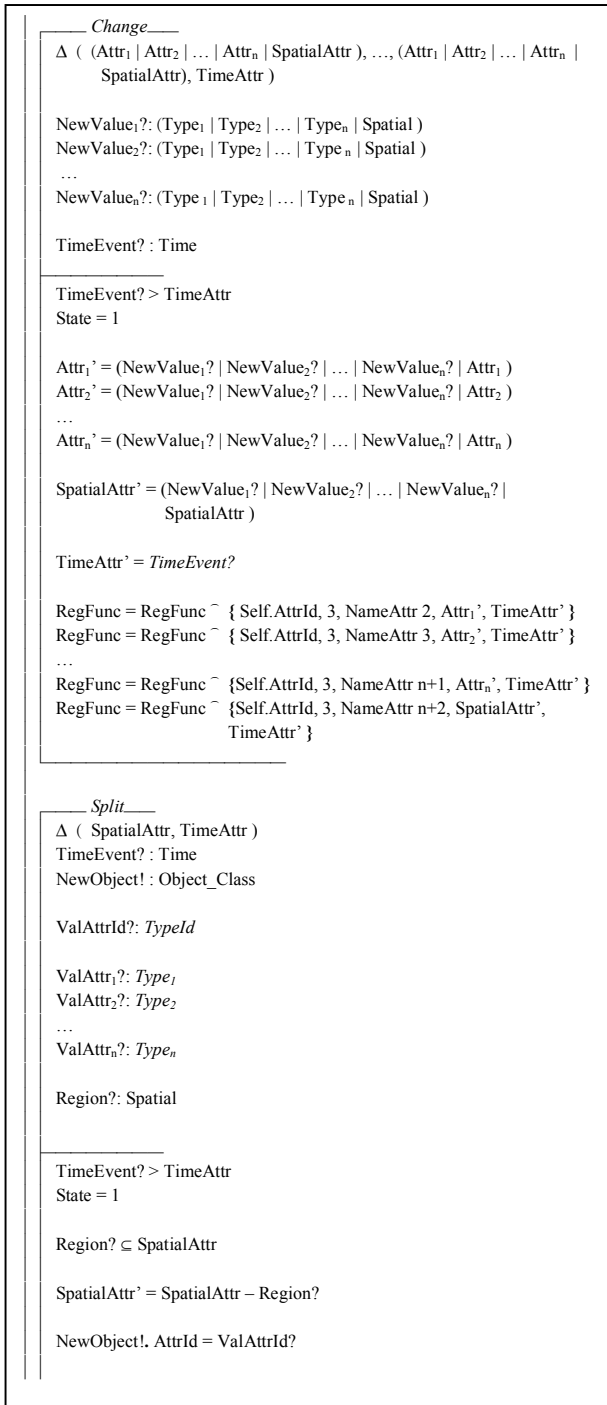 Change
Δ ( (Attr₁ | Attr₂ | … | Attrₙ | SpatialAttr ), …, (Attr₁ | Attr₂ | … | Attrₙ |
SpatialAttr), TimeAttr )
NewValue₁?: (Type₁ | Type₂ | … | Typeₙ | Spatial )
NewValue₂?: (Type₁ | Type₂ | … | Type ₙ | Spatial )
…
NewValueₙ?: (Type ₁ | Type₂ | … | Type ₙ | Spatial )
TimeEvent? : Time
TimeEvent? > TimeAttr
State = 1
Attr₁’ = (NewValue₁? | NewValue₂? | … | NewValueₙ? | Attr₁ )
Attr₂’ = (NewValue₁? | NewValue₂? | … | NewValueₙ? | Attr₂ )
…
Attrₙ’ = (NewValue₁? | NewValue₂? | … | NewValueₙ? | Attrₙ )
SpatialAttr’ = (NewValue₁? | NewValue₂? | … | NewValueₙ? |
SpatialAttr )
TimeAttr’ = TimeEvent?
RegFunc = RegFunc ⌢ { Self.AttrId, 3, NameAttr 2, Attr₁’, TimeAttr’ }
RegFunc = RegFunc ⌢ { Self.AttrId, 3, NameAttr 3, Attr₂’, TimeAttr’ }
…
RegFunc = RegFunc ⌢ {Self.AttrId, 3, NameAttr n+1, Attrₙ’, TimeAttr’ }
RegFunc = RegFunc ⌢ {Self.AttrId, 3, NameAttr n+2, SpatialAttr’,
TimeAttr’ }
Split
Δ ( SpatialAttr, TimeAttr )
TimeEvent? : Time
NewObject! : Object_Class
ValAttrId?: TypeId
ValAttr₁?: Type₁
ValAttr₂?: Type₂
…
ValAttrₙ?: Typeₙ
Region?: Spatial
TimeEvent? > TimeAttr
State = 1
Region? ⊆ SpatialAttr
SpatialAttr’ = SpatialAttr – Region?
NewObject!. AttrId = ValAttrId?